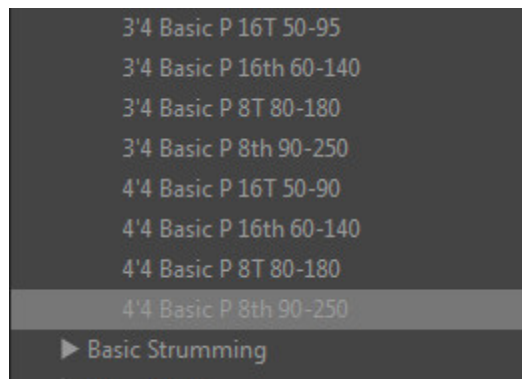 3'4 Basic P 16T 50-95
3'4 Basic P 16th 60-140
3'4 Basic P 8T 80-180
3'4 Basic P 8th 90-250
4'4 Basic P 16T 50-90
4'4 Basic P 16th 60-140
4'4 Basic P 8T 80-180
4'4 Basic P 8th 90-250
Basic Strumming